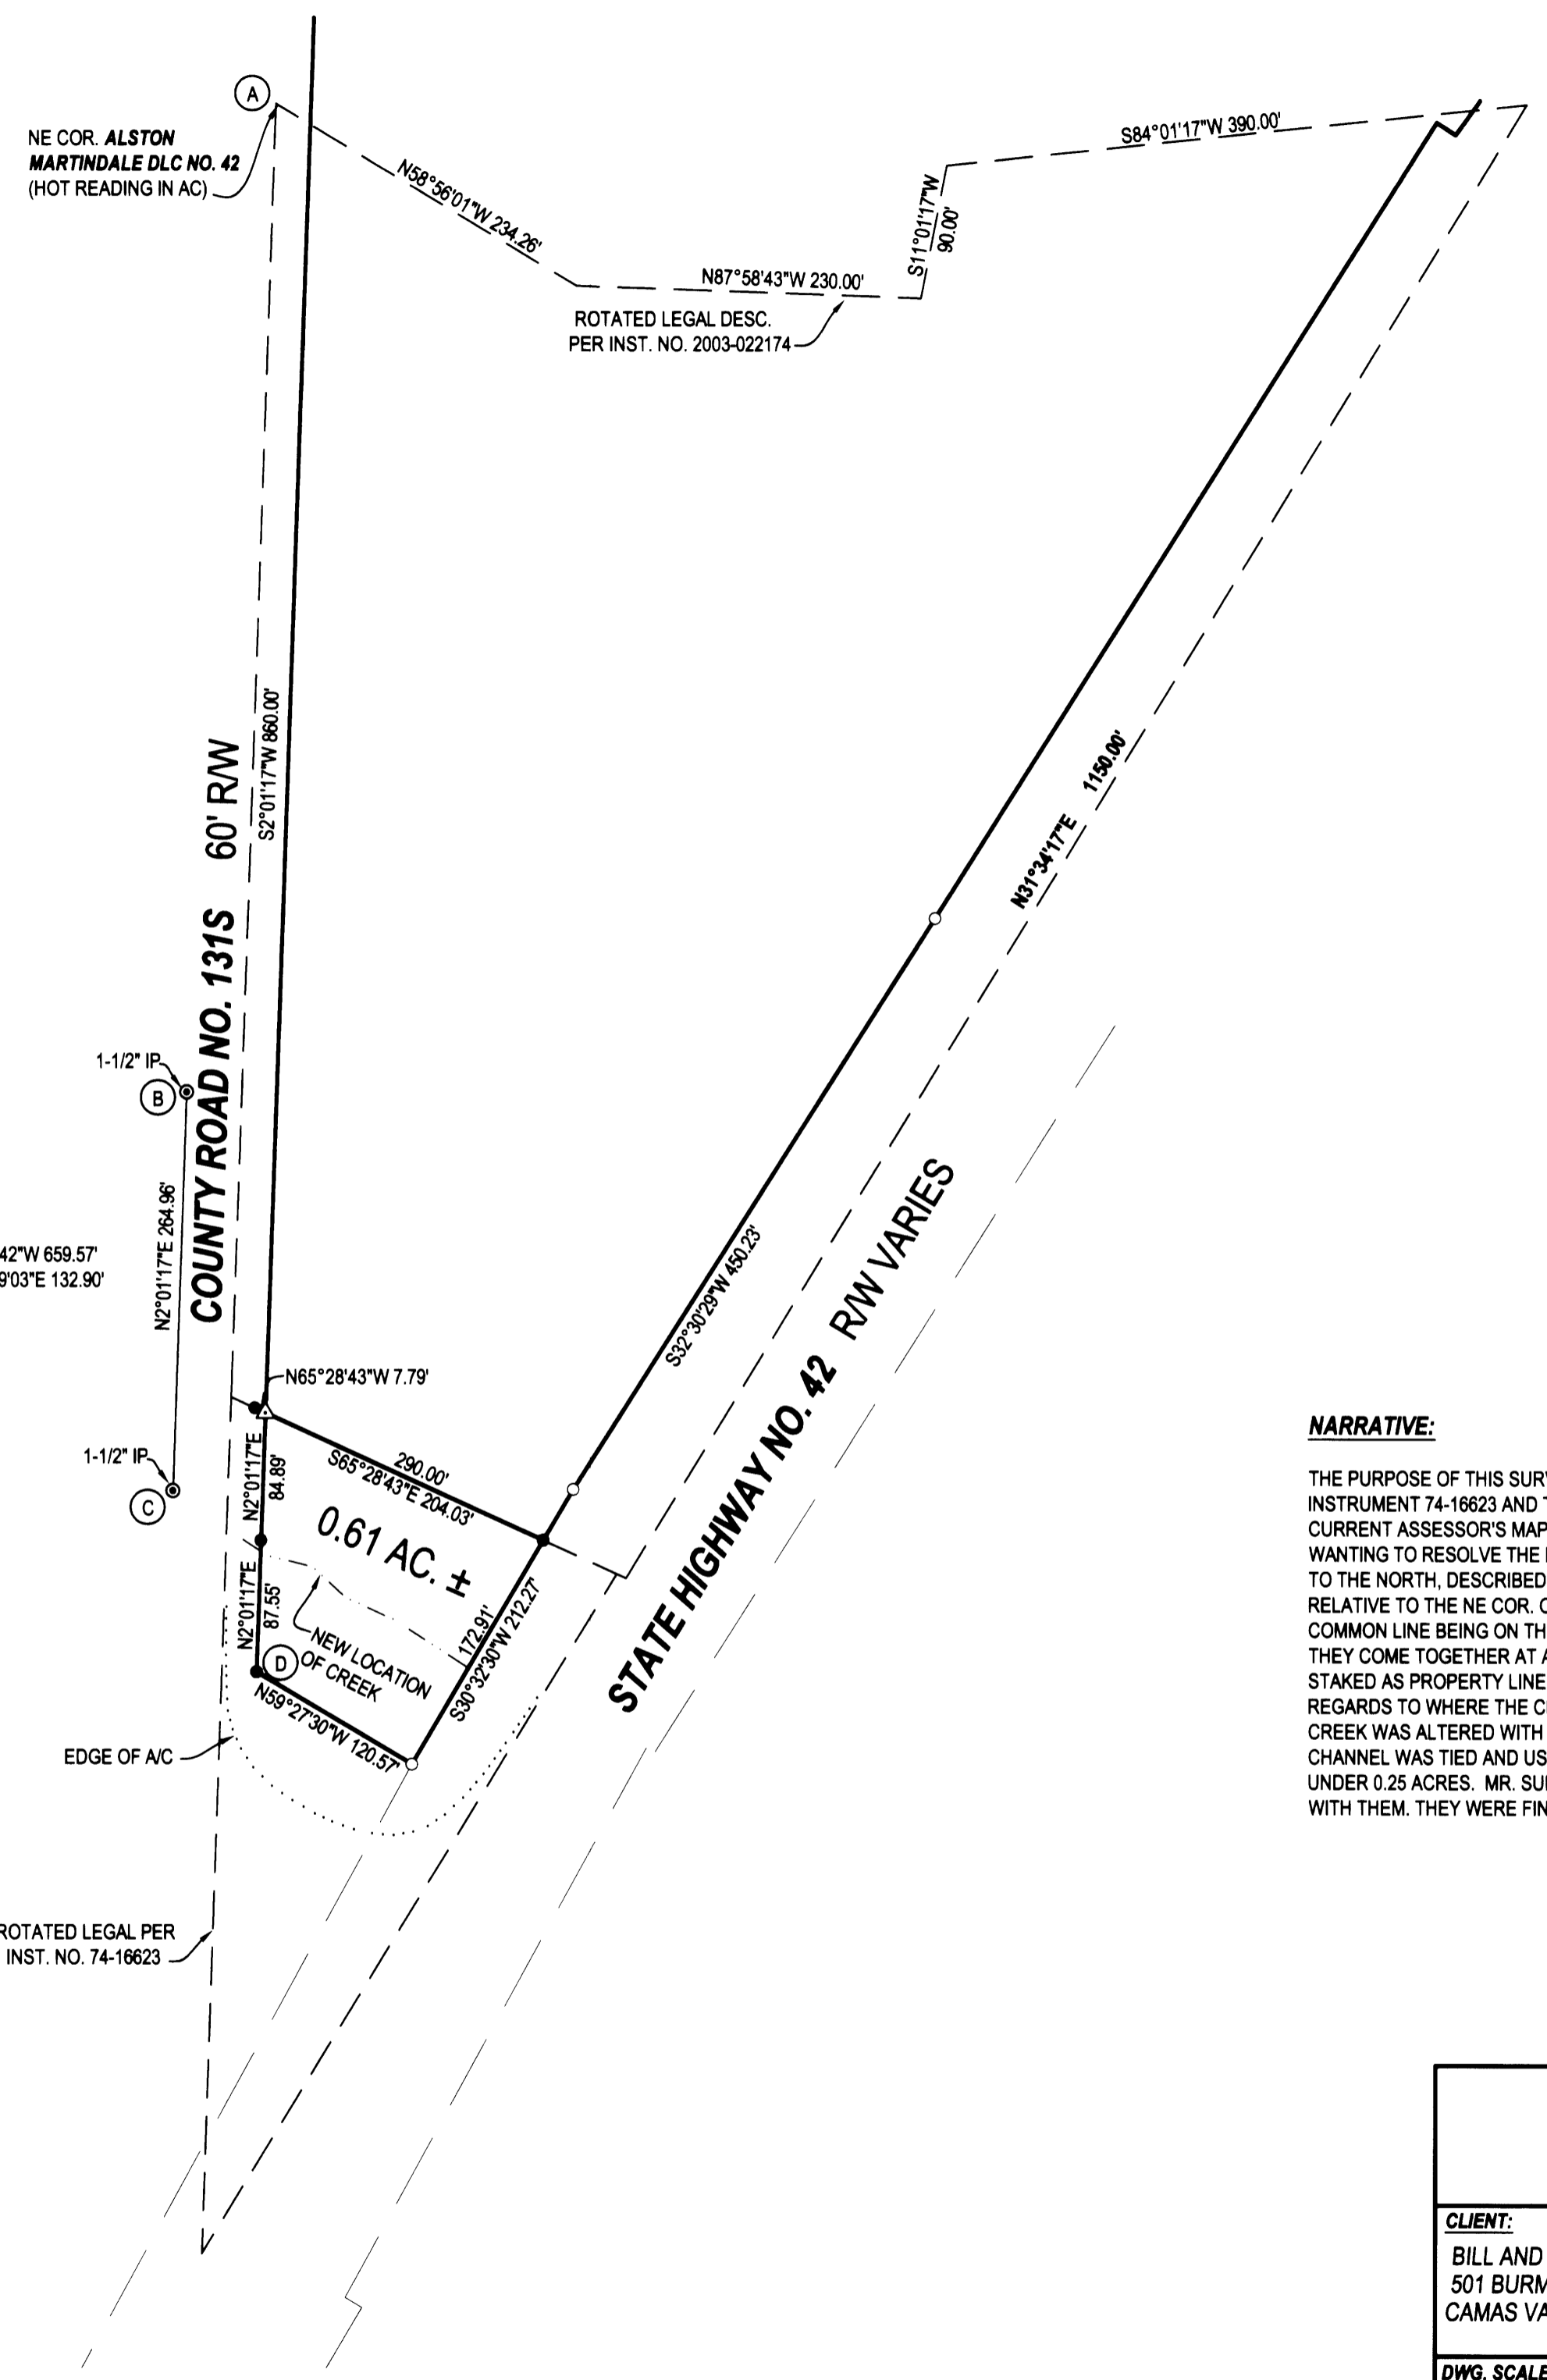 A
NE COR. ALSTON
MARTINDALE DLC NO. 42
(HOT READING IN AC)
N58°56'01"W 234.26'
N87°58'43"W 230.00'
S11°01'17"W
90.00'
S84°01'17"W 390.00'
ROTATED LEGAL DESC.
PER INST. NO. 2003-022174
S2°01'17"W 860.00'
COUNTY ROAD NO. 131S 60' R/W
N31°34'17"E 1150.00'
1-1/2" IP
B
N2°01'17"E 264.96'
42"W 659.57'
9'03"E 132.90'
S32°30'29"W 450.23'
STATE HIGHWAY NO. 42 R/W VARIES
N65°28'43"W 7.79'
1-1/2" IP
C
N2°01'17"E
84.89'
290.00'
S65°28'43"E 204.03'
0.61 AC. ±
N2°01'17"E
87.55'
D
NEW LOCATION
OF CREEK
172.91'
S30°32'30"W 212.27'
N59°27'30"W 120.57'
EDGE OF A/C
ROTATED LEGAL PER
INST. NO. 74-16623
NARRATIVE:
THE PURPOSE OF THIS SURV
INSTRUMENT 74-16623 AND
CURRENT ASSESSOR'S MAP
WANTING TO RESOLVE THE
TO THE NORTH, DESCRIBED
RELATIVE TO THE NE COR.
COMMON LINE BEING ON TH
THEY COME TOGETHER AT
STAKED AS PROPERTY LINE
REGARDS TO WHERE THE
CREEK WAS ALTERED WITH
CHANNEL WAS TIED AND US
UNDER 0.25 ACRES. MR. SU
WITH THEM. THEY WERE FIN
CLIENT:
BILL AND
501 BURM
CAMAS VA
DWG. SCALE